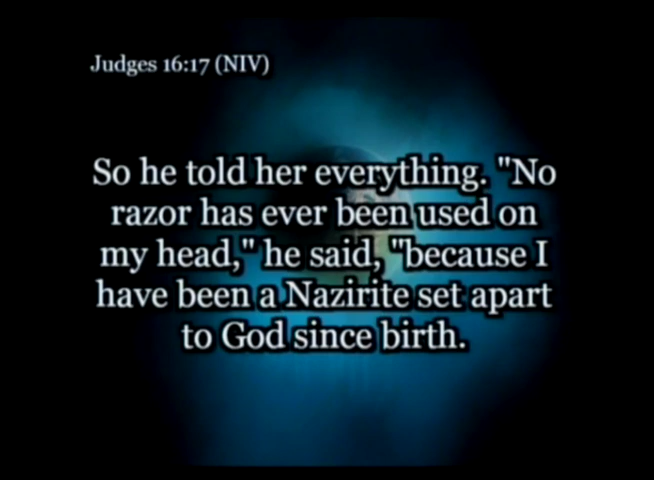 Judges 16:17 (NIV)
So he told her everything. "No
razor has ever been used on
my head," he said, "because I
have been a Nazirite set apart
to God since birth.